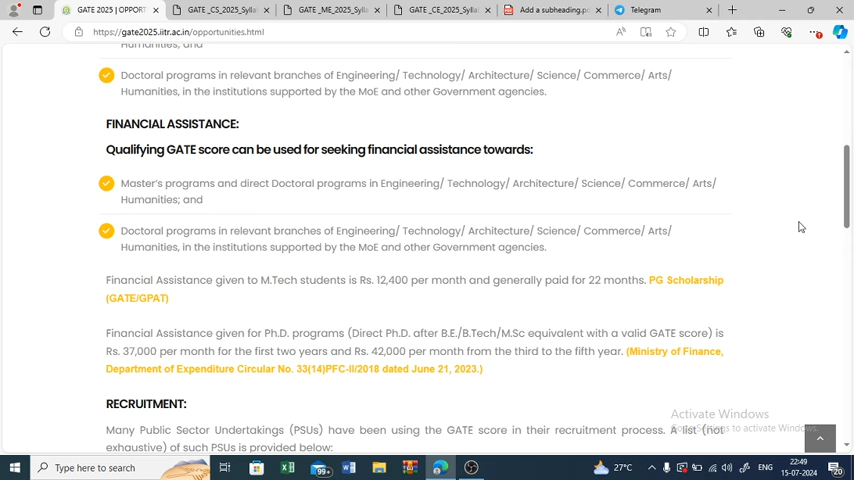 GATE 2025 | OPPORT
GATE _CS_2025_Sylla
GATE _ME_2025_Sylla
GATE _CE_2025_Sylla
Add a subheading.pd
Telegram
https://gate2025.iitr.ac.in/opportunities.html
Humanities; and
Doctoral programs in relevant branches of Engineering/ Technology/ Architecture/ Science/ Commerce/ Arts/
Humanities, in the institutions supported by the MoE and other Government agencies.
FINANCIAL ASSISTANCE:
Qualifying GATE score can be used for seeking financial assistance towards:
Master's programs and direct Doctoral programs in Engineering/ Technology/ Architecture/ Science/ Commerce/ Arts/
Humanities; and
Doctoral programs in relevant branches of Engineering/ Technology/ Architecture/ Science/ Commerce/ Arts/
Humanities, in the institutions supported by the MoE and other Government agencies.
Financial Assistance given to M.Tech students is Rs. 12,400 per month and generally paid for 22 months. PG Scholarship
(GATE/GPAT)
Financial Assistance given for Ph.D. programs (Direct Ph.D. after B.E./B.Tech/M.Sc equivalent with a valid GATE score) is
Rs. 37,000 per month for the first two years and Rs. 42,000 per month from the third to the fifth year. (Ministry of Finance,
Department of Expenditure Circular No. 33(14)PFC-II/2018 dated June 21, 2023.)
RECRUITMENT:
Activate Windows
Many Public Sector Undertakings (PSUs) have been using the GATE score in their recruitment process. A list (not
to activate Windows.
exhaustive) of such PSUs is provided below:
Type here to search
99+
27°C
ENG
22:49
15-07-2024
20